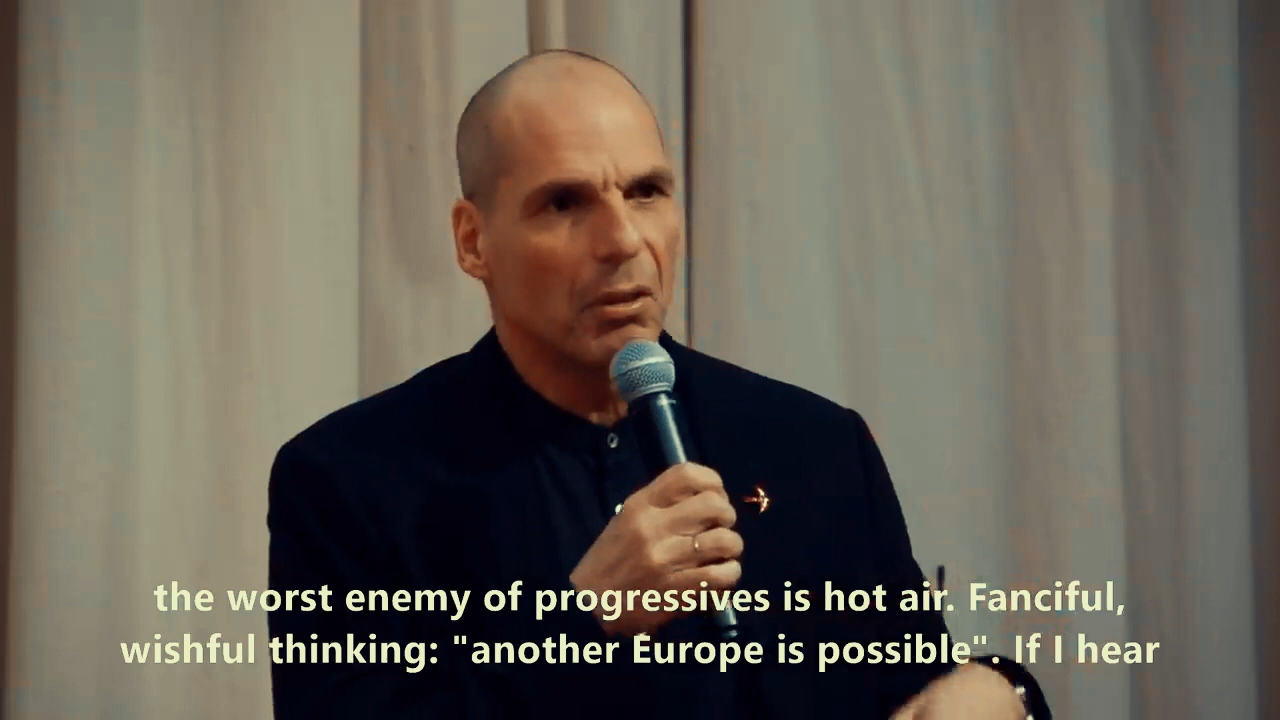 the worst enemy of progressives is hot air. Fanciful,
wishful thinking: "another Europe is possible". If I hear